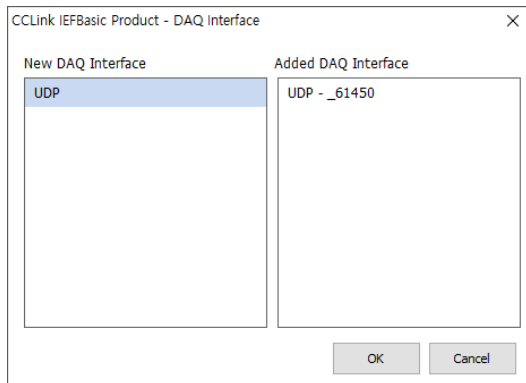 CCLink IEFBasic Product - DAQ Interface
New DAQ Interface
Added DAQ Interface
UDP
UDP - _61450
OK
Cancel